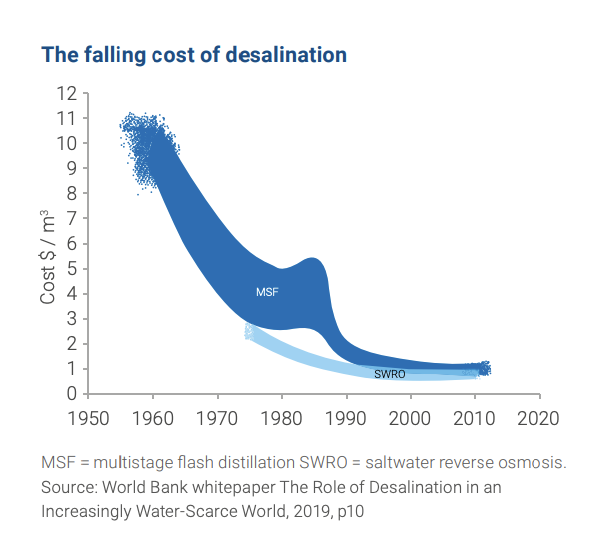 The falling cost of desalination
12
11
10
9
8
7
6
5
4
3
2
1
0
Cost $ / m³
MSF
SWRO
1950 1960 1970 1980 1990 2000 2010 2020
MSF = multistage flash distillation SWRO = saltwater reverse osmosis.
Source: World Bank whitepaper The Role of Desalination in an
Increasingly Water-Scarce World, 2019, p10